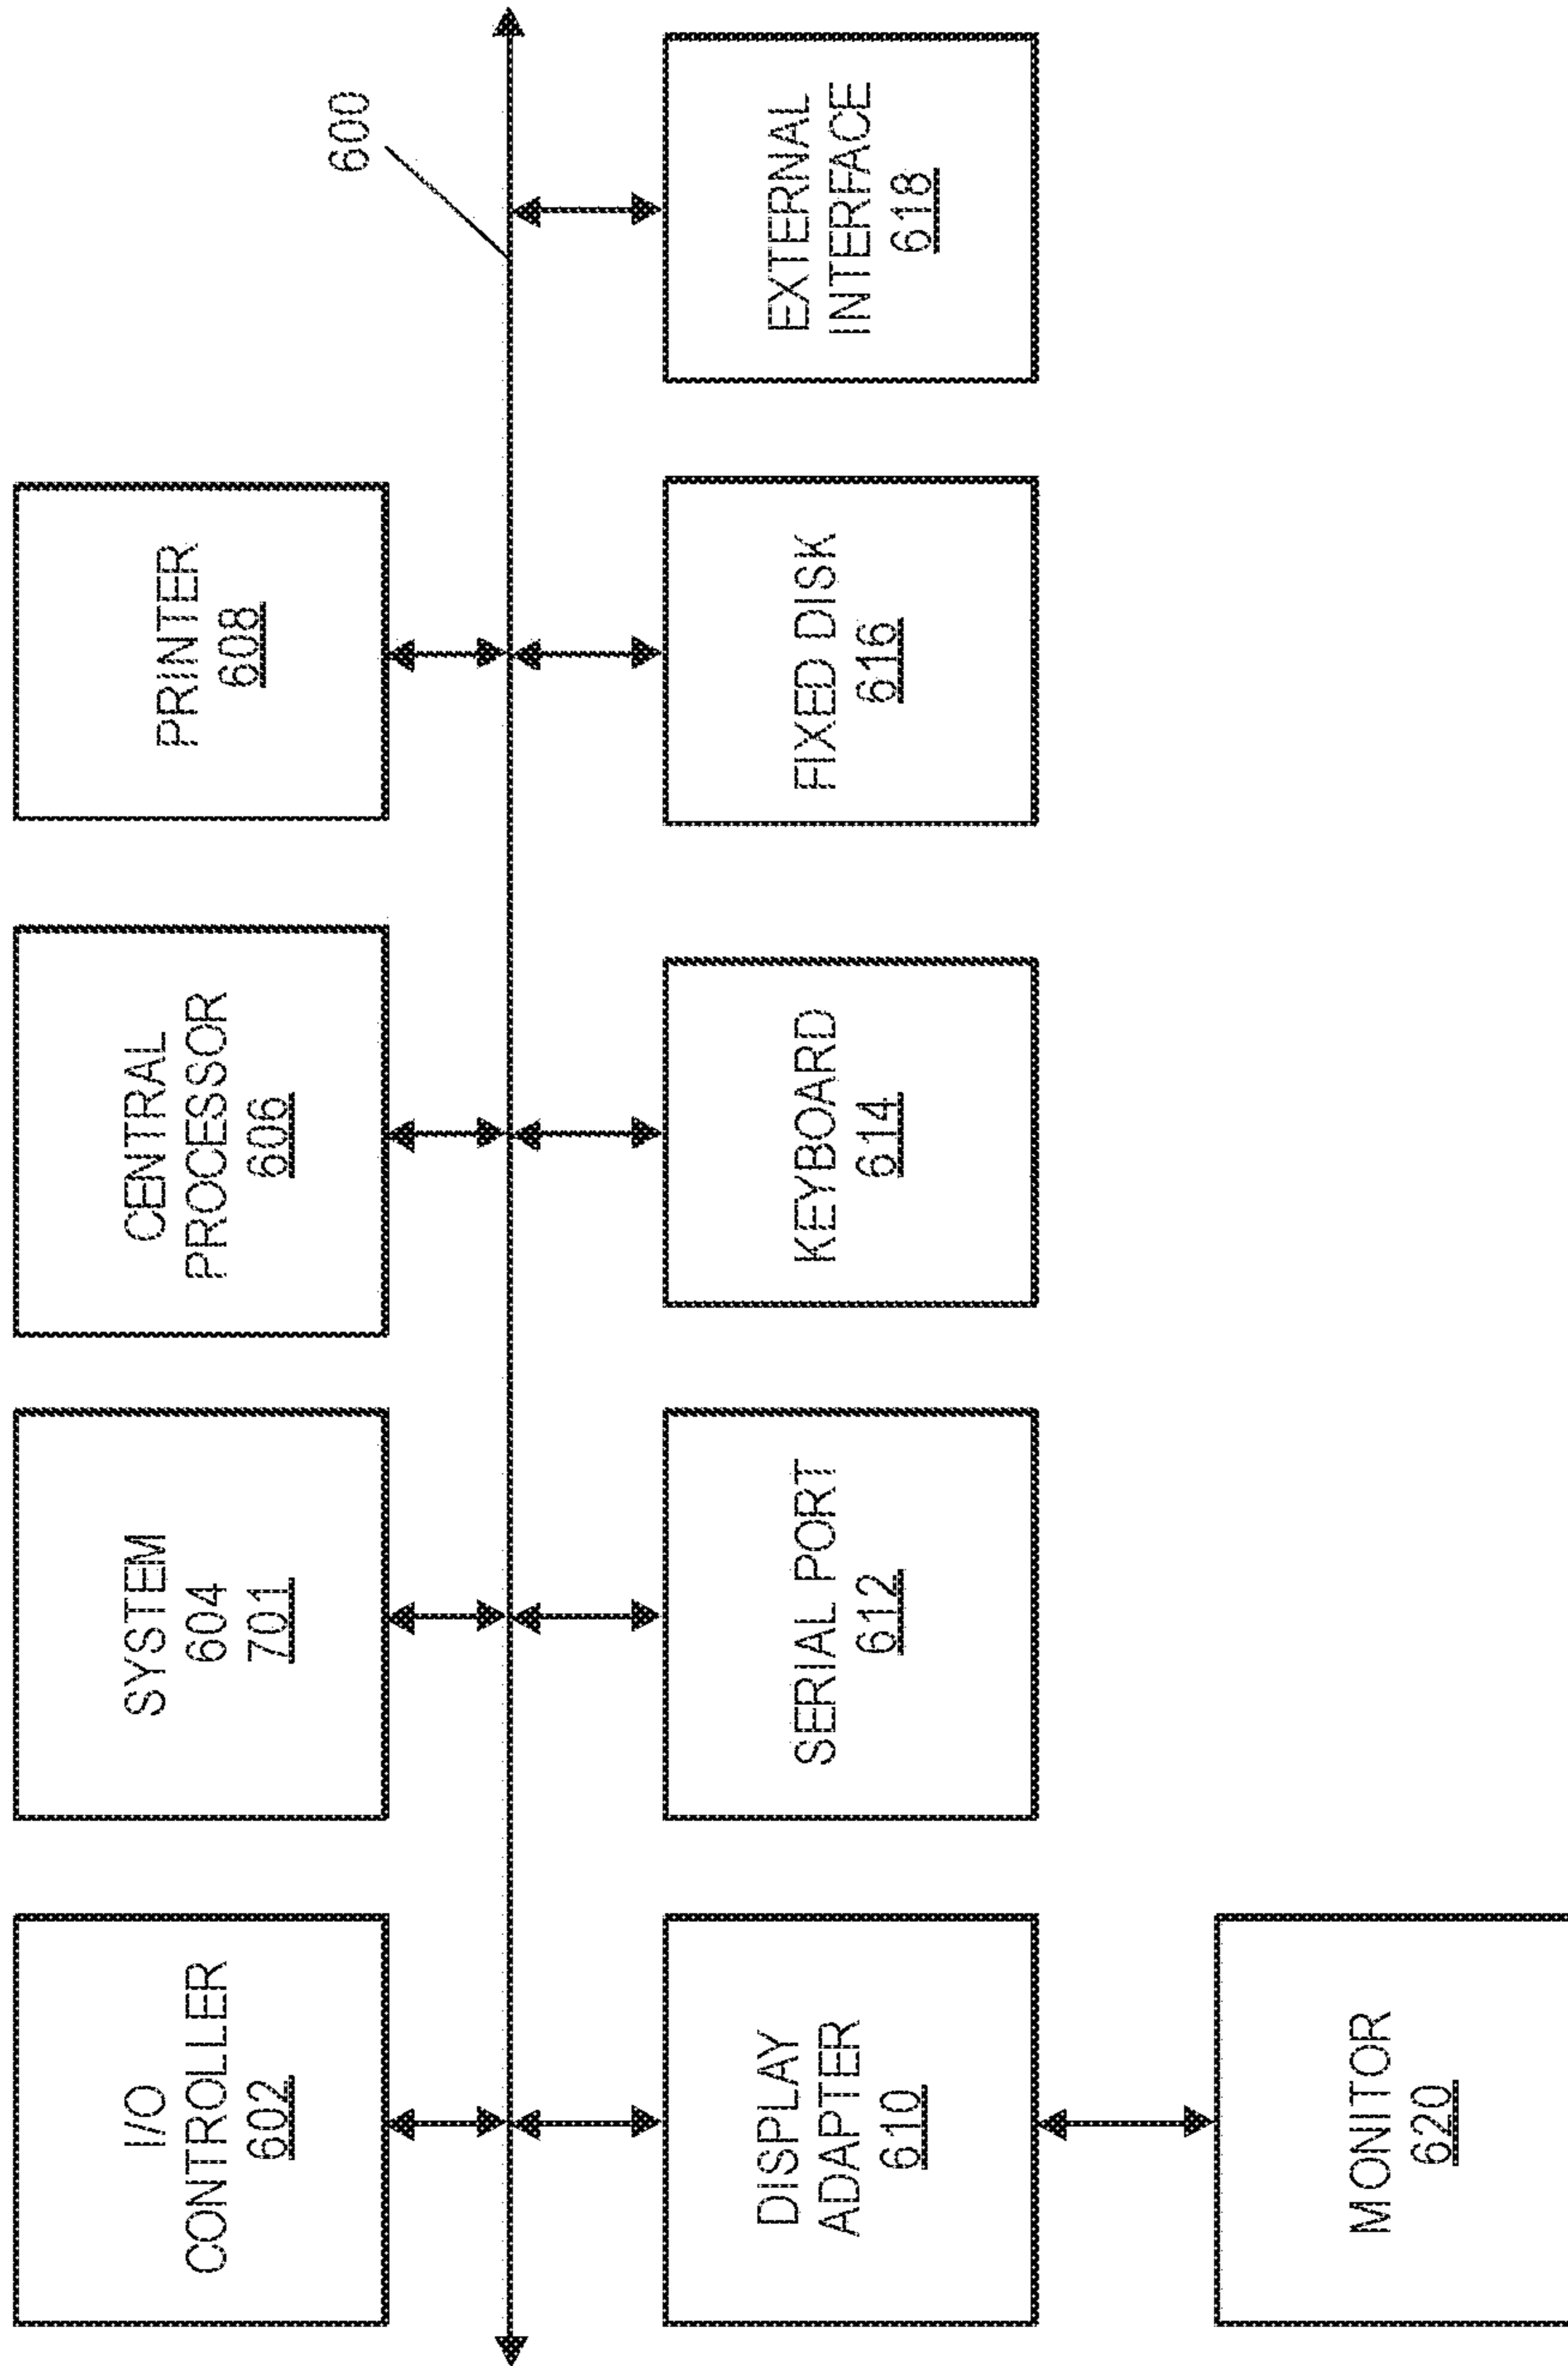 I/O
CONTROLLER
602
SYSTEM
604
701
CENTRAL
PROCESSOR
606
PRINTER
608
600
DISPLAY
ADAPTER
610
SERIAL PORT
612
KEYBOARD
614
FIXED DISK
616
EXTERNAL
INTERFACE
618
MONITOR
620